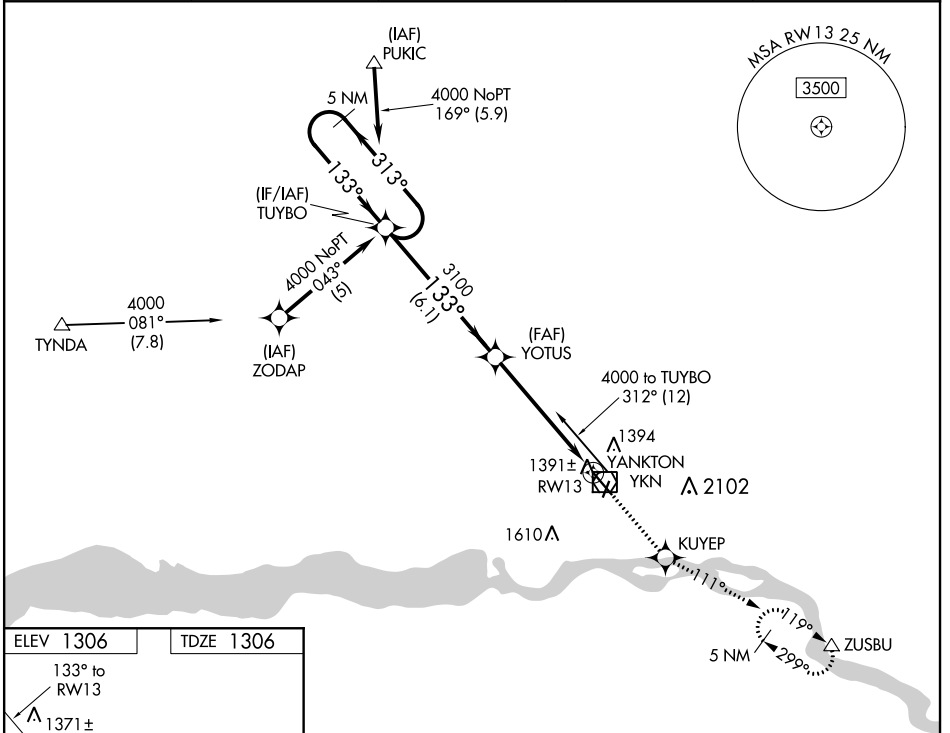 (IAF)
PUKIC
MSA RW13 25 NM
3500
5 NM
4000 NoPT
169° (5.9)
313°
133°
(IF/IAF)
TUYBO
4000 NoPT
043°
(5)
3100
133°
(6.1)
4000
081°
(7.8)
TYNDA
(IAF)
ZODAP
(FAF)
YOTUS
4000 to TUYBO
312° (12)
1394
1391±
RW13
YANKTON
YKN
2102
1610
KUYEP
111°
119°
ZUSBU
5 NM
299°
ELEV 1306
TDZE 1306
133° to
RW13
1371±